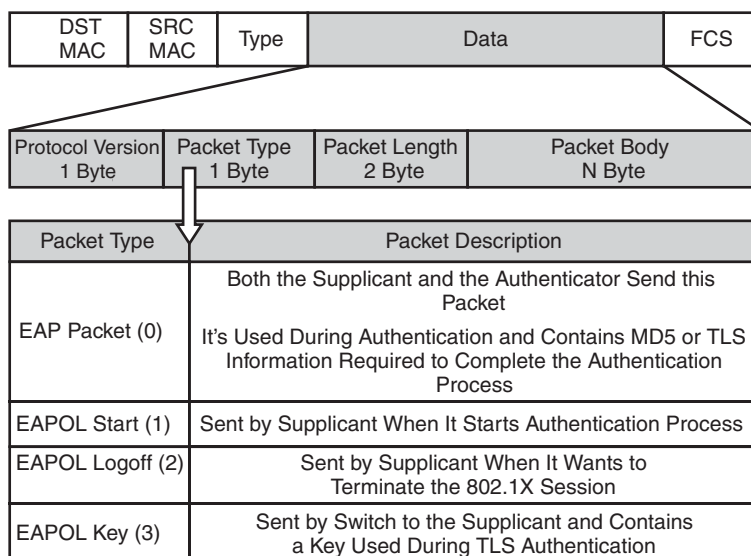 DST MAC
SRC MAC
Type
Data
FCS
Protocol Version
1 Byte
Packet Type
1 Byte
Packet Length
2 Byte
Packet Body
N Byte
Packet Type
Packet Description
EAP Packet (0)
Both the Supplicant and the Authenticator Send this
Packet
It's Used During Authentication and Contains MD5 or TLS
Information Required to Complete the Authentication
Process
EAPOL Start (1)
Sent by Supplicant When It Starts Authentication Process
EAPOL Logoff (2)
Sent by Supplicant When It Wants to
Terminate the 802.1X Session
EAPOL Key (3)
Sent by Switch to the Supplicant and Contains
a Key Used During TLS Authentication